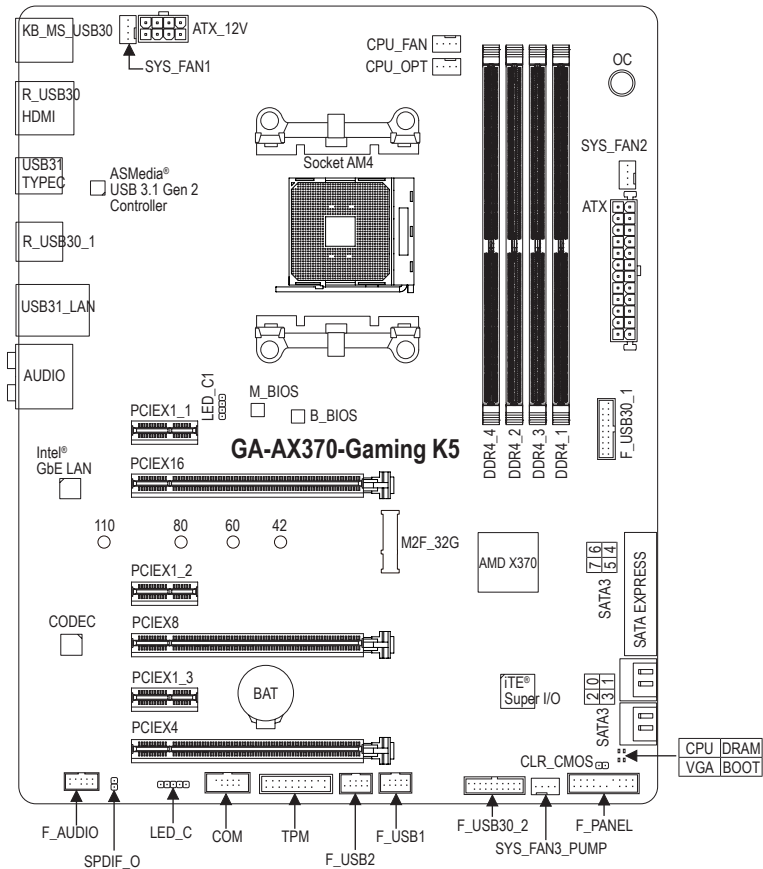 KB_MS_USB30
ATX_12V
SYS_FAN1
CPU_FAN
CPU_OPT
OC
R_USB30
HDMI
SYS_FAN2
Socket AM4
USB31
TYPEC
ASMedia®
USB 3.1 Gen 2
Controller
ATX
R_USB30_1
USB31_LAN
AUDIO
LED_C1
M_BIOS
B_BIOS
PCIEX1_1
F_USB30_1
DDR4_4
DDR4_2
DDR4_3
DDR4_1
GA-AX370-Gaming K5
Intel®
GbE LAN
PCIEX16
110
80
60
42
M2F_32G
AMD X370
7 6
5 4
SATA3
SATA EXPRESS
PCIEX1_2
CODEC
PCIEX8
PCIEX1_3
BAT
iTE®
Super I/O
2 0
3 1
SATA3
PCIEX4
CLR_CMOS
CPU DRAM
VGA BOOT
F_AUDIO
SPDIF_O
LED_C
COM
TPM
F_USB2
F_USB1
F_USB30_2
SYS_FAN3_PUMP
F_PANEL